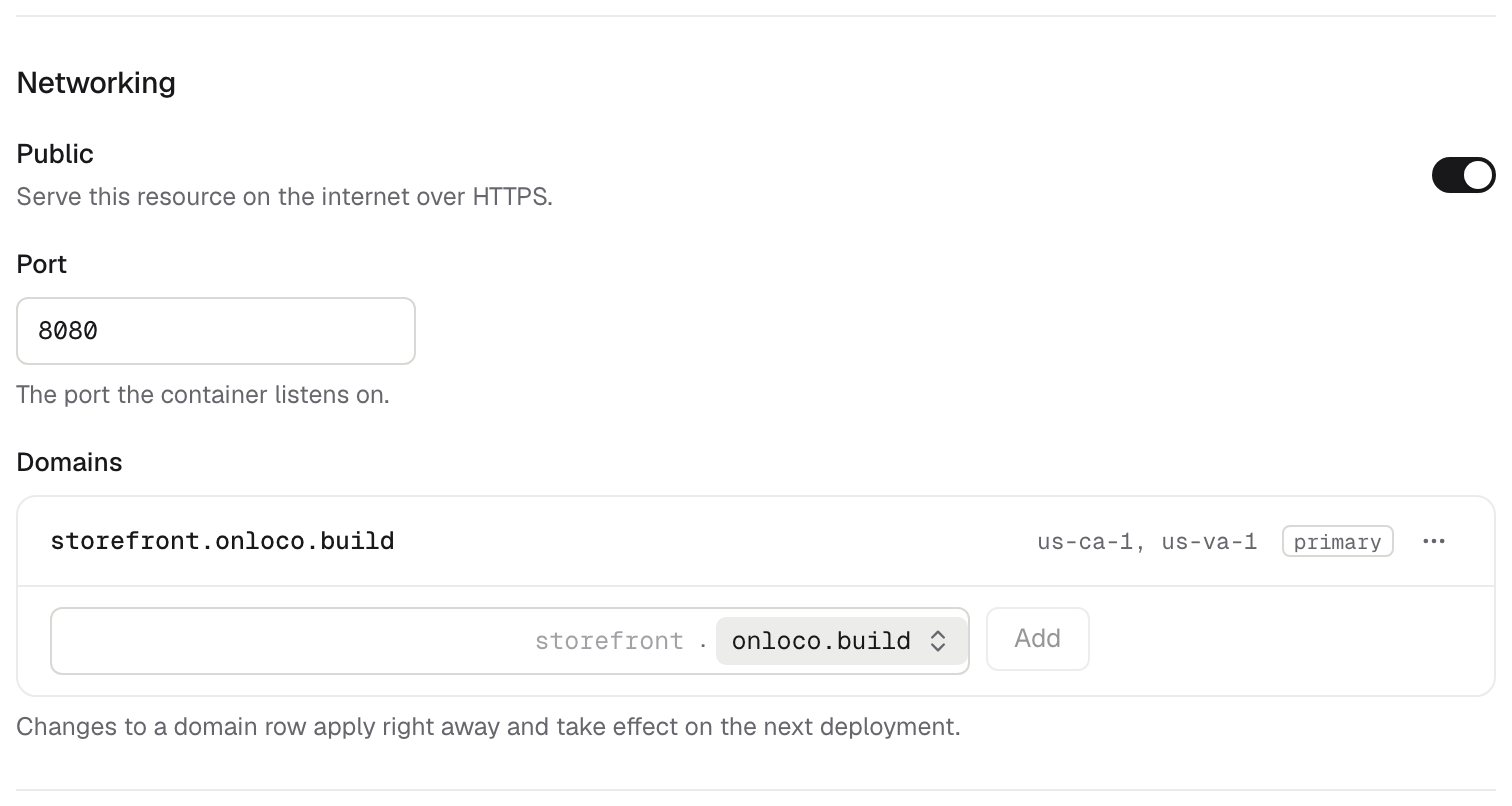 Networking
Public
Serve this resource on the internet over HTTPS.
Port
8080
The port the container listens on.
Domains
storefront.onloco.build us-ca-1, us-va-1 primary ···
storefront . onloco.build Add
Changes to a domain row apply right away and take effect on the next deployment.